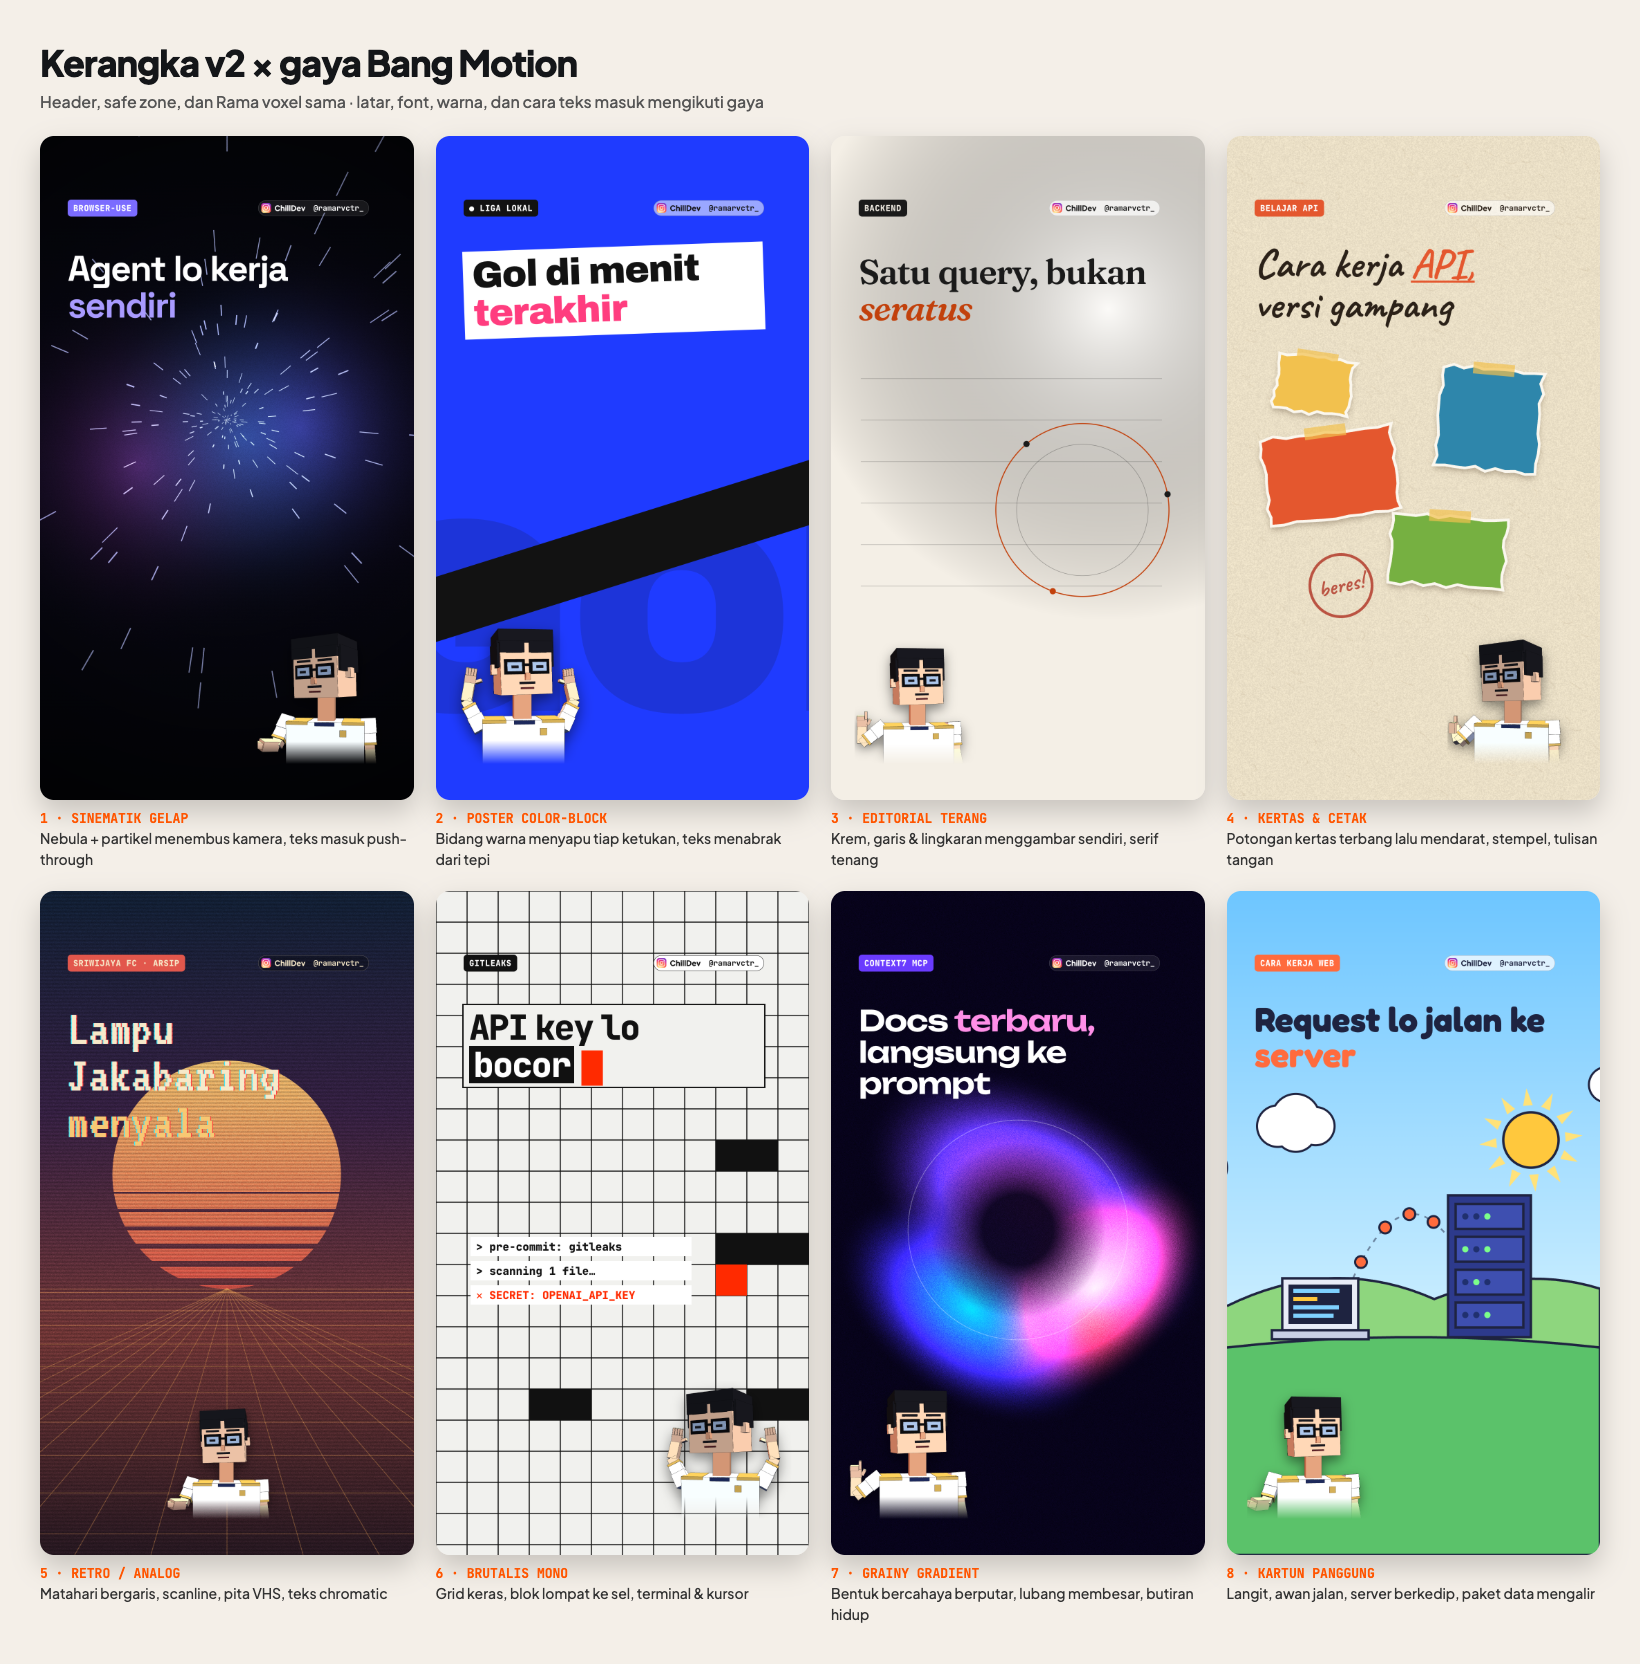 Kerangka v2 × gaya Bang Motion
Header, safe zone, dan Rama voxel sama · latar, font, warna, dan cara teks masuk mengikuti gaya
BROWSER-USE
ChillDev @ramarvctr_
Agent lo kerja
sendiri
1 · SINEMATIK GELAP
Nebula + partikel menembus kamera, teks masuk push-
through
● LIGA LOKAL
ChillDev @ramarvctr_
Gol di menit
terakhir
2 · POSTER COLOR-BLOCK
Bidang warna menyapu tiap ketukan, teks menabrak
dari tepi
BACKEND
ChillDev @ramarvctr_
Satu query, bukan
seratus
3 · EDITORIAL TERANG
Krem, garis & lingkaran menggambar sendiri, serif
tenang
BELAJAR API
ChillDev @ramarvctr_
Cara kerja API,
versi gampang
beres!
4 · KERTAS & CETAK
Potongan kertas terbang lalu mendarat, stempel, tulisan
tangan
SRIWIJAYA FC · ARSIP
ChillDev @ramarvctr_
Lampu
Jakabaring
menyala
5 · RETRO / ANALOG
Matahari bergaris, scanline, pita VHS, teks chromatic
GITLEAKS
ChillDev @ramarvctr_
API key lo
bocor
> pre-commit: gitleaks
> scanning 1 file…
× SECRET: OPENAI_API_KEY
6 · BRUTALIS MONO
Grid keras, blok lompat ke sel, terminal & kursor
CONTEXT7 MCP
ChillDev @ramarvctr_
Docs terbaru,
langsung ke
prompt
7 · GRAINY GRADIENT
Bentuk bercahaya berputar, lubang membesar, butiran
hidup
CARA KERJA WEB
ChillDev @ramarvctr_
Request lo jalan ke
server
8 · KARTUN PANGGUNG
Langit, awan jalan, server berkedip, paket data mengalir